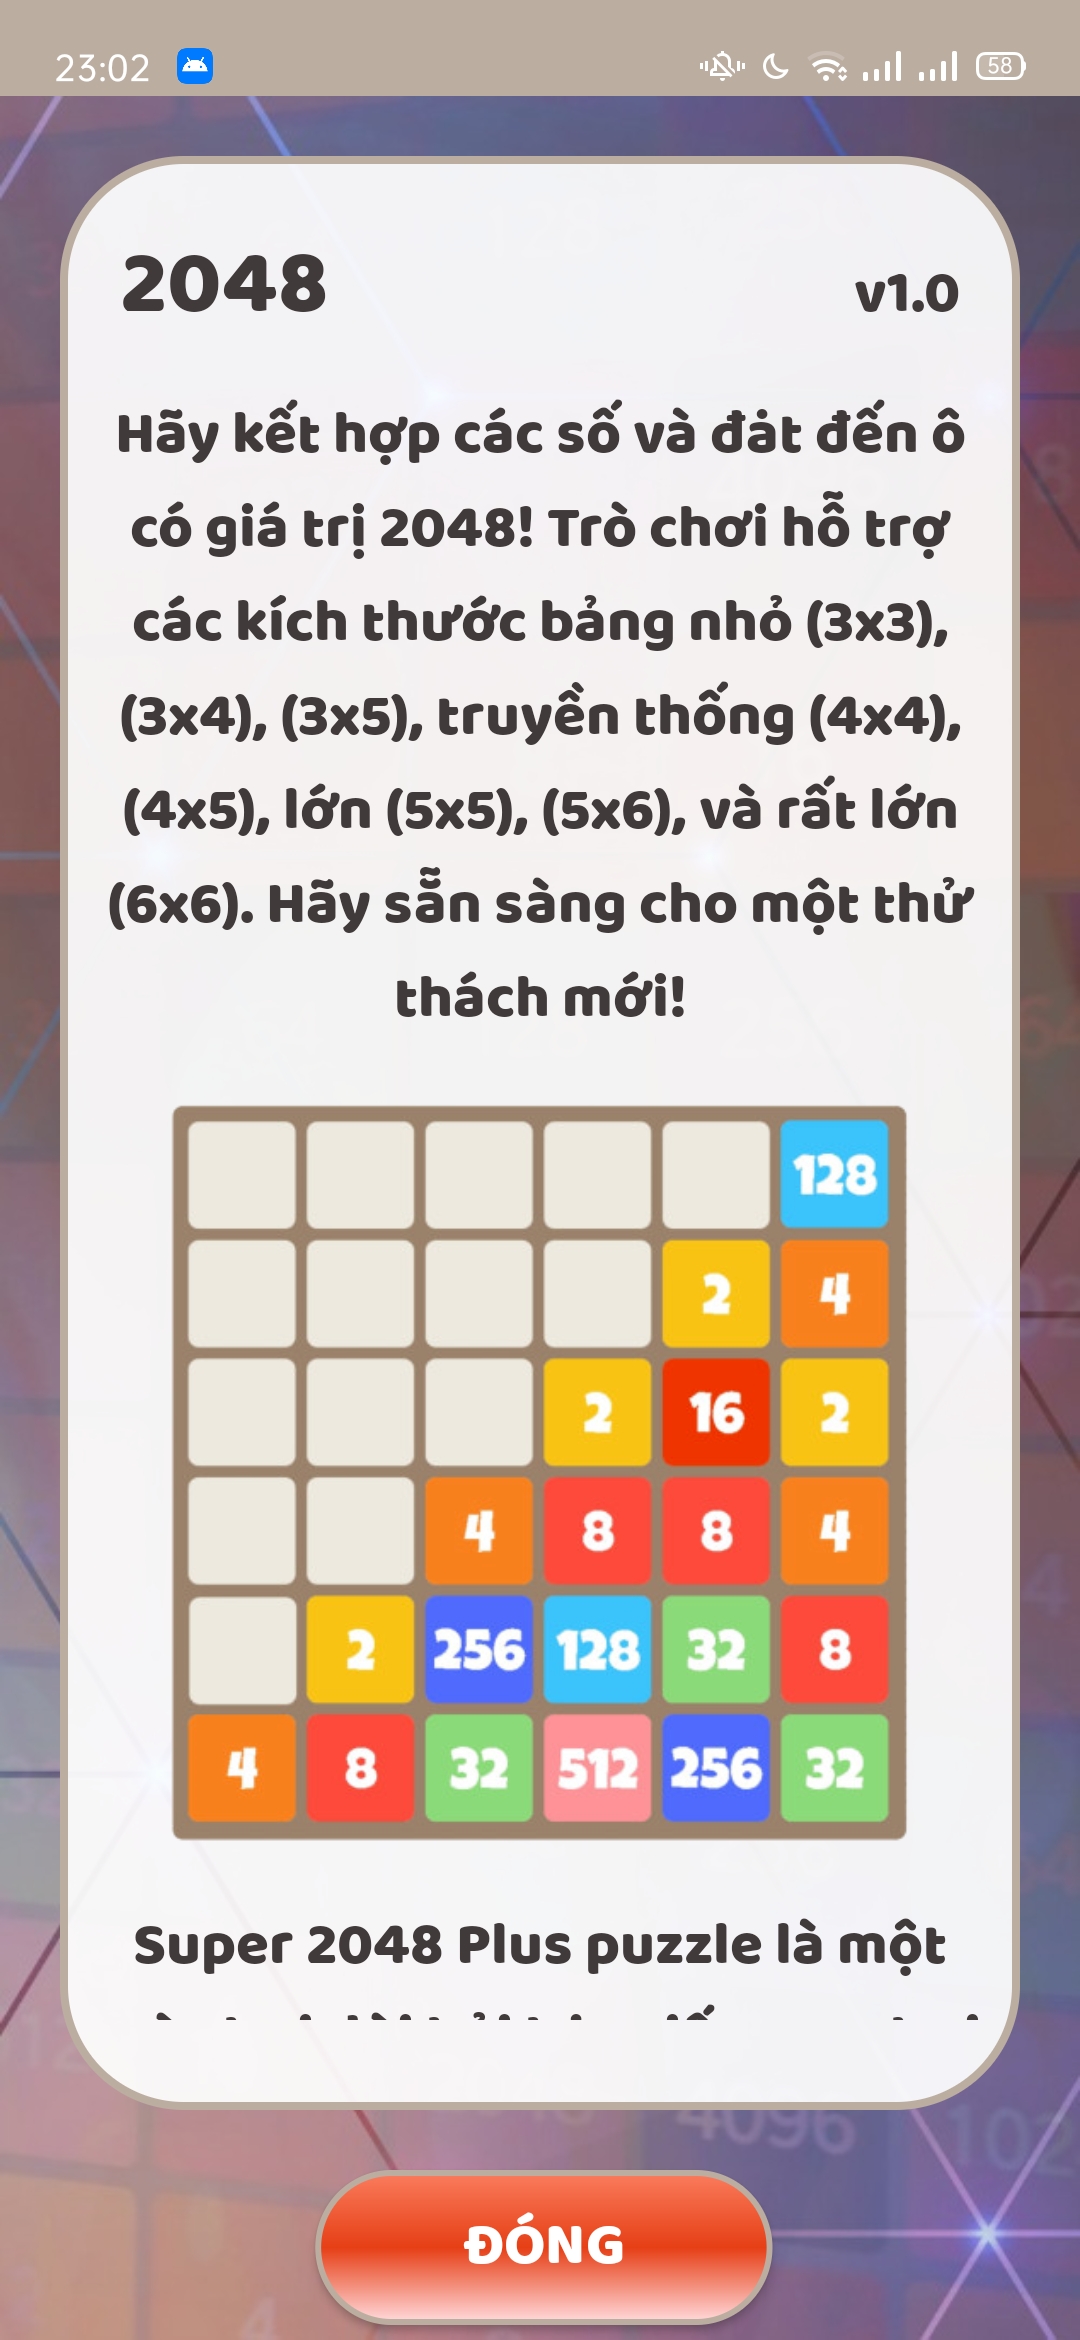 23:02
58
2048
v1.0
Hãy kết hợp các số và đạt đến ô
có giá trị 2048! Trò chơi hỗ trợ
các kích thước bảng nhỏ (3x3),
(3x4), (3x5), truyền thống (4x4),
(4x5), lớn (5x5), (5x6), và rất lớn
(6x6). Hãy sẵn sàng cho một thử
thách mới!
128
2 4
2 16 2
4 8 8 4
2 256 128 32 8
4 8 32 512 256 32
Super 2048 Plus puzzle là một
4096
102
ĐÓNG
4